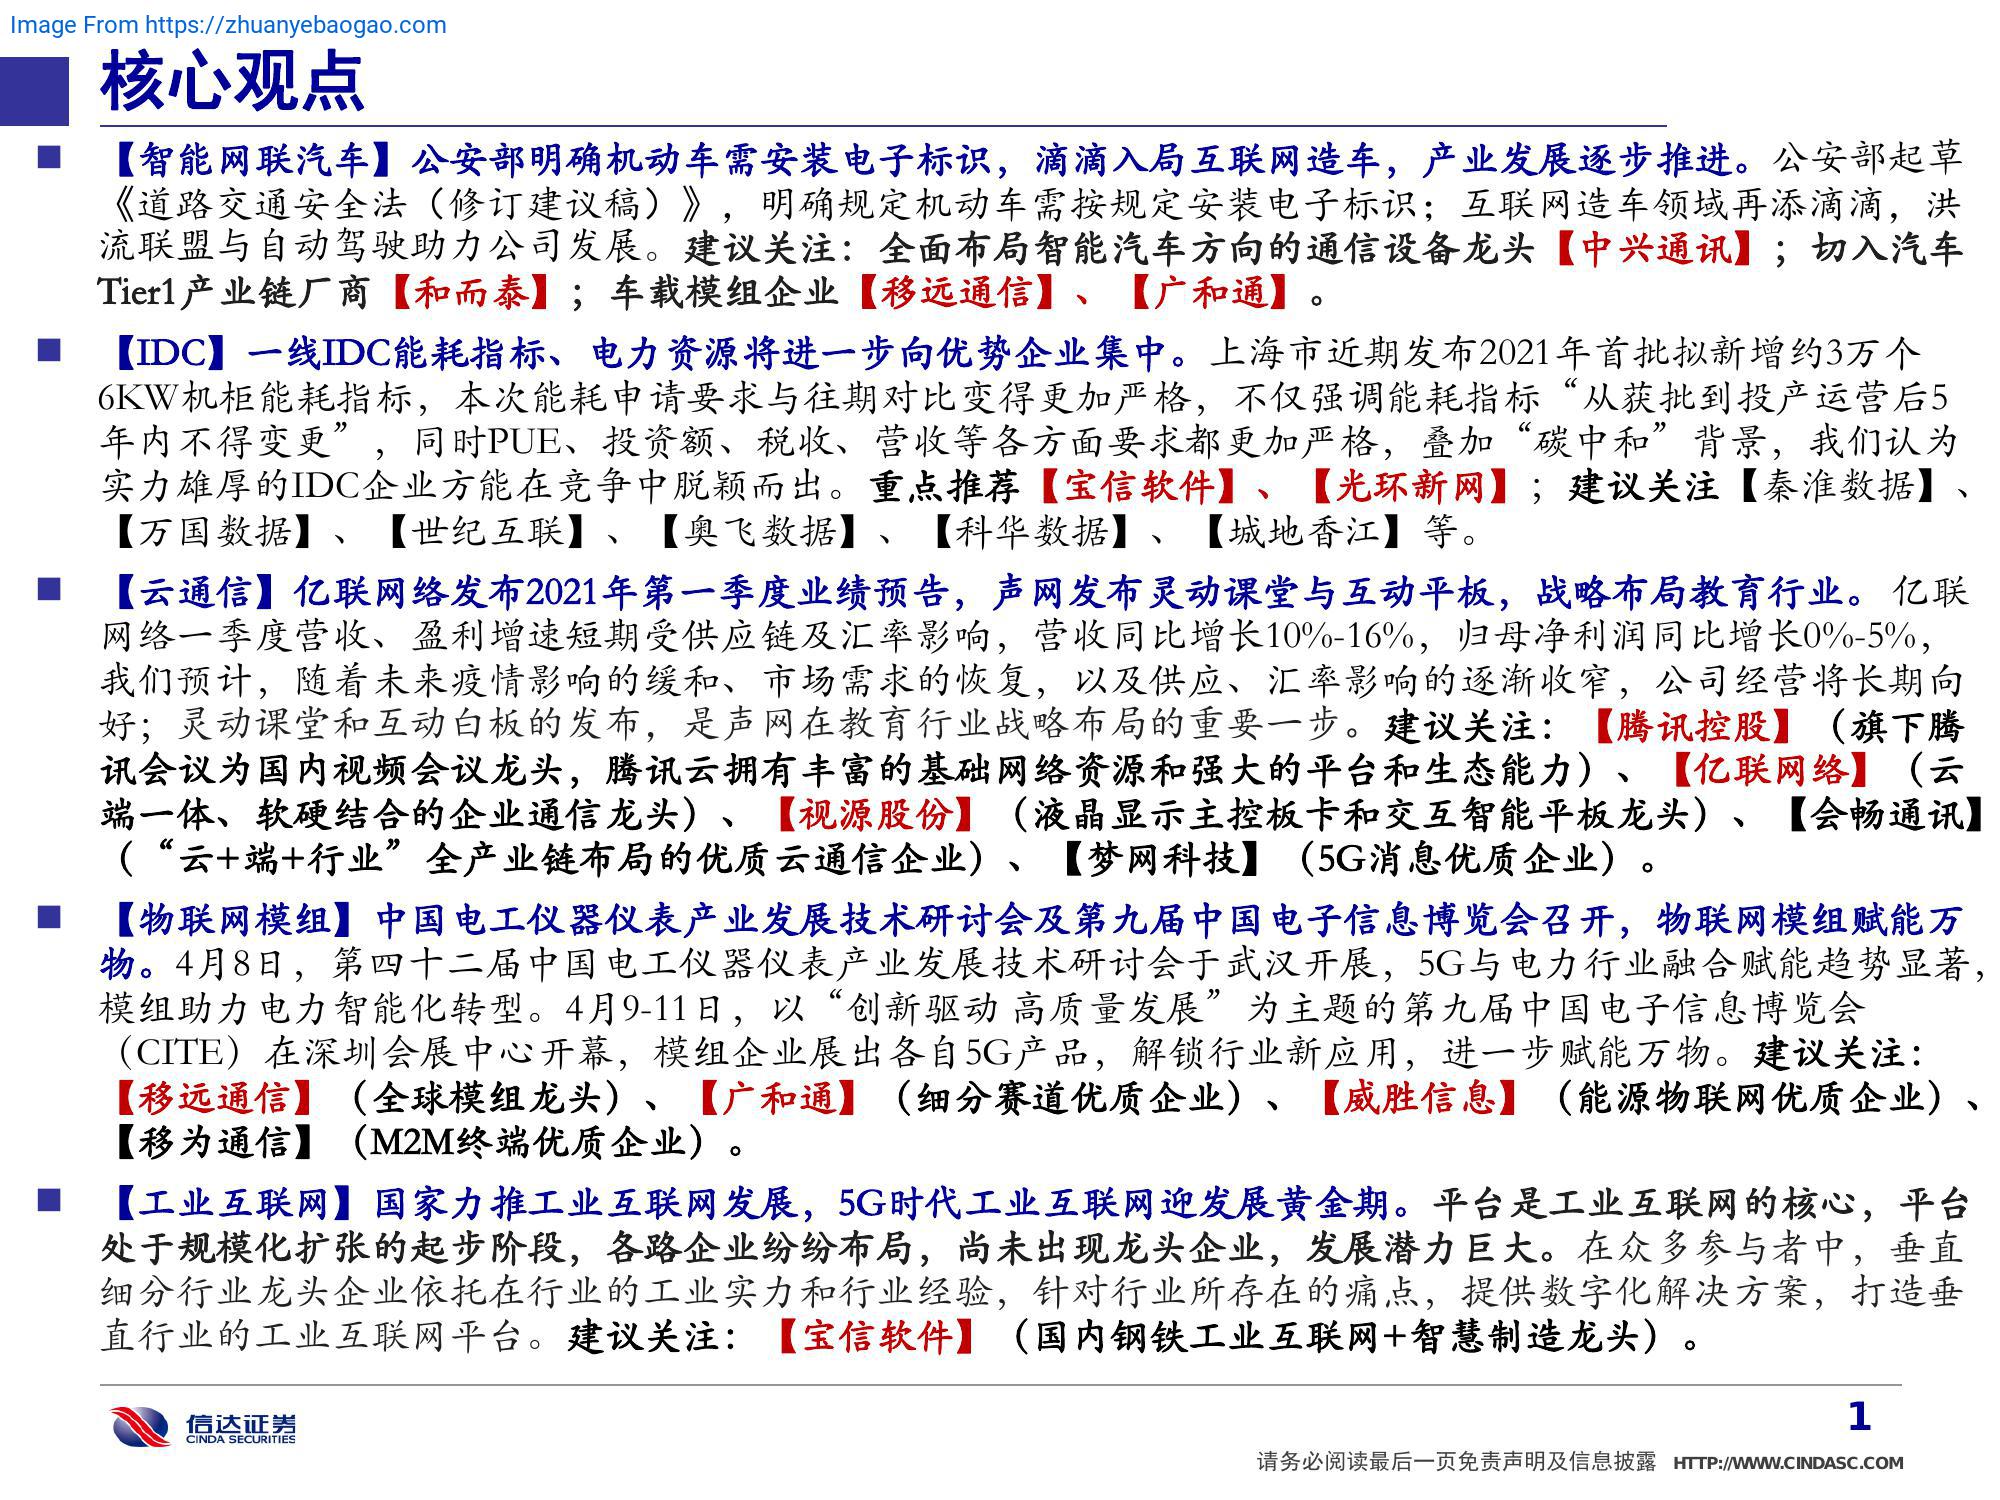 Image From https://zhuanyebaogao.com
核心观点
■ 【智能网联汽车】公安部明确机动车需安装电子标识，滴滴入局互联网造车，产业发展逐步推进。公安部起草
《道路交通安全法（修订建议稿）》，明确规定机动车需按规定安装电子标识；互联网造车领域再添滴滴，洪
流联盟与自动驾驶助力公司发展。建议关注：全面布局智能汽车方向的通信设备龙头【中兴通讯】；切入汽车
Tier1产业链厂商【和而泰】；车载模组企业【移远通信】、【广和通】。
■ 【IDC】一线IDC能耗指标、电力资源将进一步向优势企业集中。上海市近期发布2021年首批拟新增约3万个
6KW机柜能耗指标，本次能耗申请要求与往期对比变得更加严格，不仅强调能耗指标“从获批到投产运营后5
年内不得变更”，同时PUE、投资额、税收、营收等各方面要求都更加严格，叠加“碳中和”背景，我们认为
实力雄厚的IDC企业方能在竞争中脱颖而出。重点推荐【宝信软件】、【光环新网】；建议关注【秦淮数据】、
【万国数据】、【世纪互联】、【奥飞数据】、【科华数据】、【城地香江】等。
■ 【云通信】亿联网络发布2021年第一季度业绩预告，声网发布灵动课堂与互动平板，战略布局教育行业。亿联
网络一季度营收、盈利增速短期受供应链及汇率影响，营收同比增长10%-16%，归母净利润同比增长0%-5%，
我们预计，随着未来疫情影响的缓和、市场需求的恢复，以及供应、汇率影响的逐渐收窄，公司经营将长期向
好；灵动课堂和互动白板的发布，是声网在教育行业战略布局的重要一步。建议关注：【腾讯控股】（旗下腾
讯会议为国内视频会议龙头，腾讯云拥有丰富的基础网络资源和强大的平台和生态能力）、【亿联网络】（云
端一体、软硬结合的企业通信龙头）、【视源股份】（液晶显示主控板卡和交互智能平板龙头）、【会畅通讯】
（“云+端+行业”全产业链布局的优质云通信企业）、【梦网科技】（5G消息优质企业）。
■ 【物联网模组】中国电工仪器仪表产业发展技术研讨会及第九届中国电子信息博览会召开，物联网模组赋能万
物。4月8日，第四十二届中国电工仪器仪表产业发展技术研讨会于武汉开展，5G与电力行业融合赋能趋势显著，
模组助力电力智能化转型。4月9-11日，以“创新驱动 高质量发展”为主题的第九届中国电子信息博览会
（CITE）在深圳会展中心开幕，模组企业展出各自5G产品，解锁行业新应用，进一步赋能万物。建议关注：
【移远通信】（全球模组龙头）、【广和通】（细分赛道优质企业）、【威胜信息】（能源物联网优质企业）、
【移为通信】（M2M终端优质企业）。
■ 【工业互联网】国家力推工业互联网发展，5G时代工业互联网迎发展黄金期。平台是工业互联网的核心，平台
处于规模化扩张的起步阶段，各路企业纷纷布局，尚未出现龙头企业，发展潜力巨大。在众多参与者中，垂直
细分行业龙头企业依托在行业的工业实力和行业经验，针对行业所存在的痛点，提供数字化解决方案，打造垂
直行业的工业互联网平台。建议关注：【宝信软件】（国内钢铁工业互联网+智慧制造龙头）。
信达证券
CINDA SECURITIES
1
请务必阅读最后一页免责声明及信息披露 HTTP://WWW.CINDASC.COM